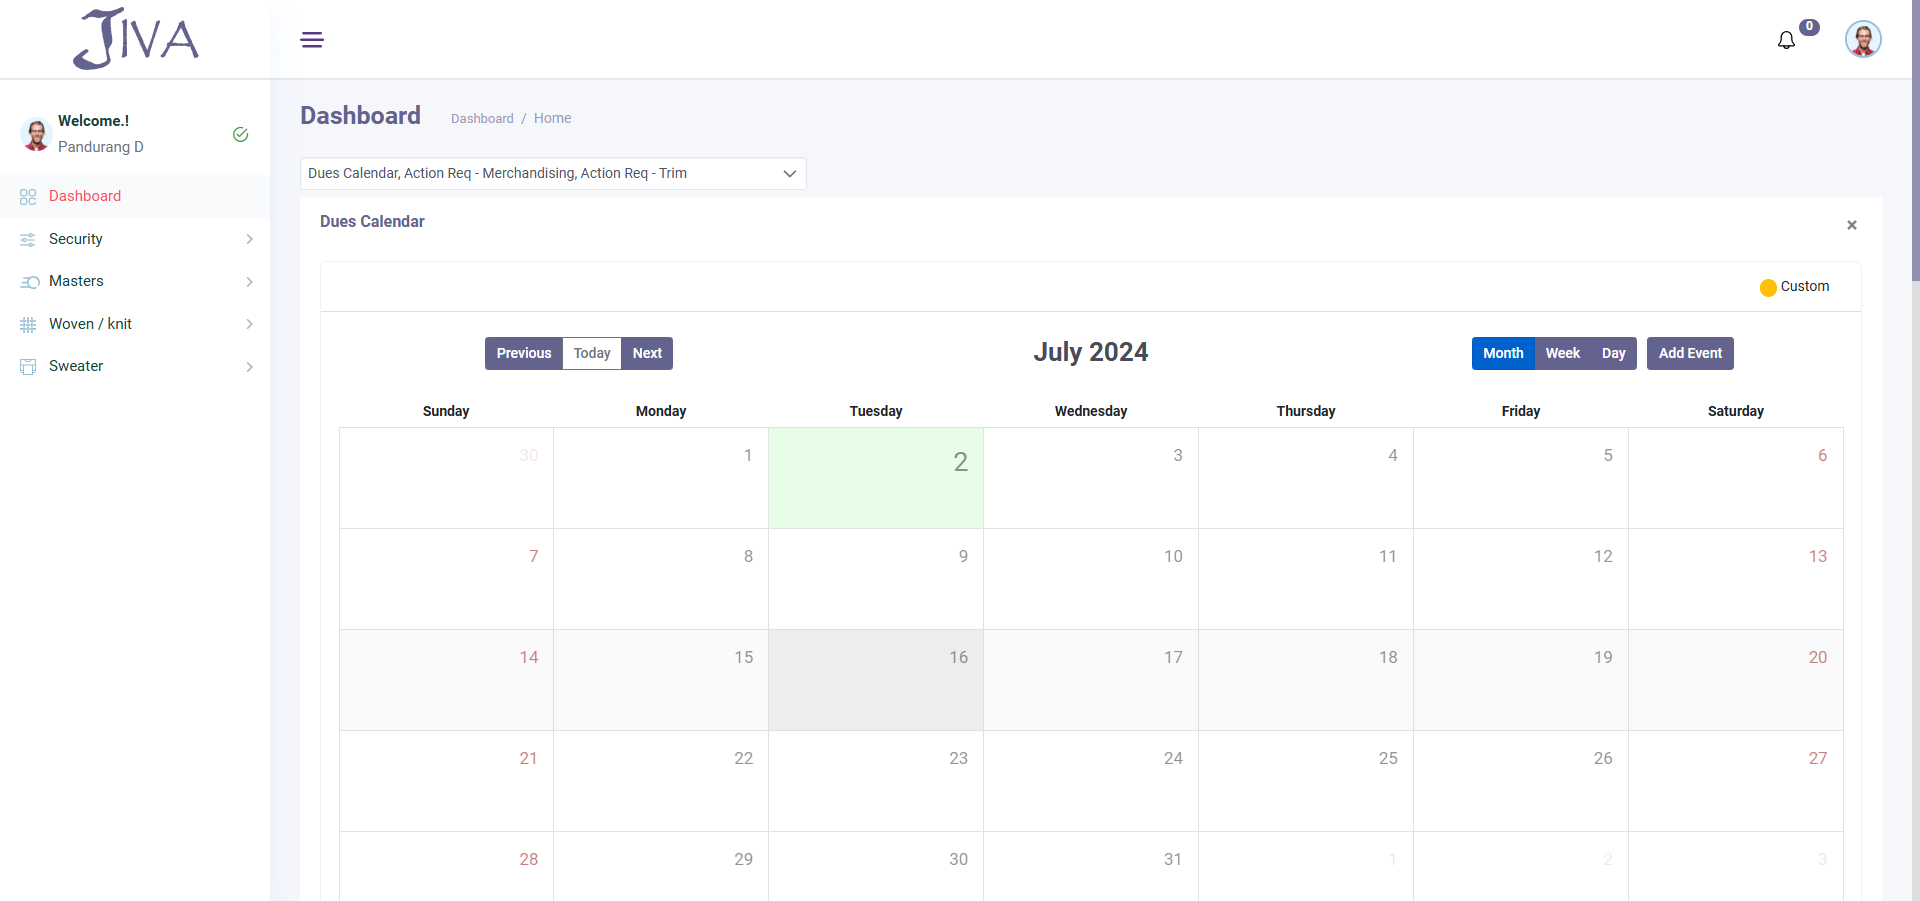 JIVA
0
Welcome.!
Pandurang D
Dashboard
Security
Masters
Woven / knit
Sweater
Dashboard
Dashboard / Home
Dues Calendar, Action Req - Merchandising, Action Req - Trim
Dues Calendar
×
Custom
Previous Today Next
July 2024
Month Week Day Add Event
Sunday Monday Tuesday Wednesday Thursday Friday Saturday
30 1 2 3 4 5 6
7 8 9 10 11 12 13
14 15 16 17 18 19 20
21 22 23 24 25 26 27
28 29 30 31 1 2 3